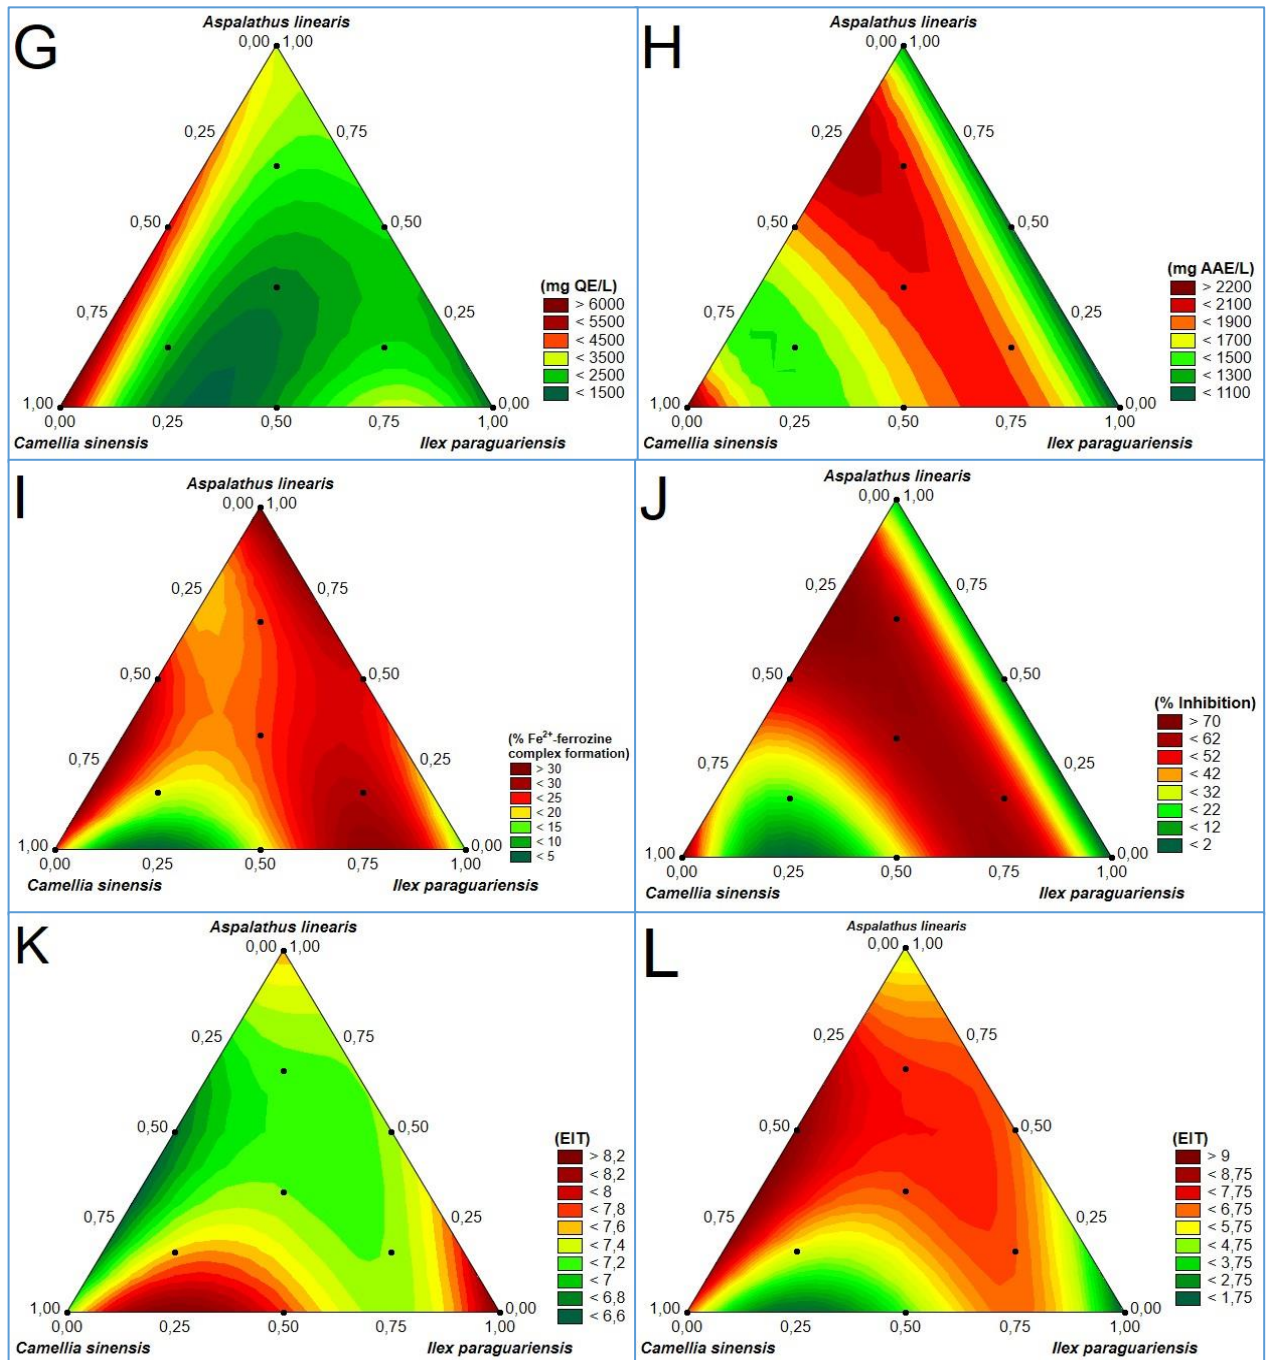 G
Aspalathus linearis
0,00 1,00
0,25 0,75
0,50 0,50
0,75 0,25
(mg QE/L)
> 6000
< 5500
< 4500
< 3500
< 2500
< 1500
1,00 0,00
0,00 0,25 0,50 0,75 1,00
Camellia sinensis Ilex paraguariensis
H
Aspalathus linearis
0,00 1,00
0,25 0,75
0,50 0,50
0,75 0,25
(mg AAE/L)
> 2200
< 2100
< 1900
< 1700
< 1500
< 1300
< 1100
1,00 0,00
0,00 0,25 0,50 0,75 1,00
Camellia sinensis Ilex paraguariensis
I
Aspalathus linearis
0,00 1,00
0,25 0,75
0,50 0,50
0,75 0,25
(% Fe²⁺-ferrozine
complex formation)
> 30
< 30
< 25
< 20
< 15
< 10
< 5
1,00 0,00
0,00 0,25 0,50 0,75 1,00
Camellia sinensis Ilex paraguariensis
J
Aspalathus linearis
0,00 1,00
0,25 0,75
0,50 0,50
0,75 0,25
(% Inhibition)
> 70
< 62
< 52
< 42
< 32
< 22
< 12
< 2
1,00 0,00
0,00 0,25 0,50 0,75 1,00
Camellia sinensis Ilex paraguariensis
K
Aspalathus linearis
0,00 1,00
0,25 0,75
0,50 0,50
0,75 0,25
(EIT)
> 8,2
< 8,2
< 8
< 7,8
< 7,6
< 7,4
< 7,2
< 7
< 6,8
< 6,6
1,00 0,00
0,00 0,25 0,50 0,75 1,00
Camellia sinensis Ilex paraguariensis
L
Aspalathus linearis
0,00 1,00
0,25 0,75
0,50 0,50
0,75 0,25
(EIT)
> 9
< 8,75
< 7,75
< 6,75
< 5,75
< 4,75
< 3,75
< 2,75
< 1,75
1,00 0,00
0,00 0,25 0,50 0,75 1,00
Camellia sinensis Ilex paraguariensis